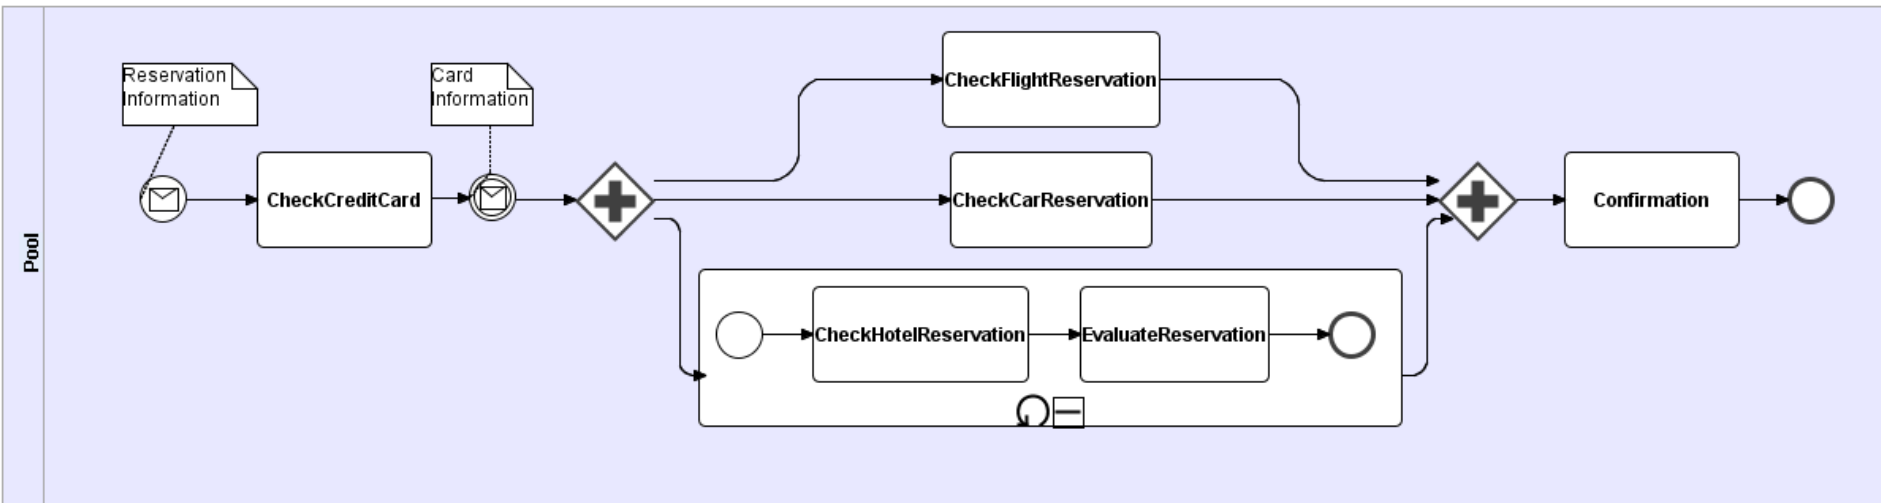 Pool
Reservation
Information
Card
Information
CheckCreditCard
CheckFlightReservation
CheckCarReservation
CheckHotelReservation
EvaluateReservation
Confirmation